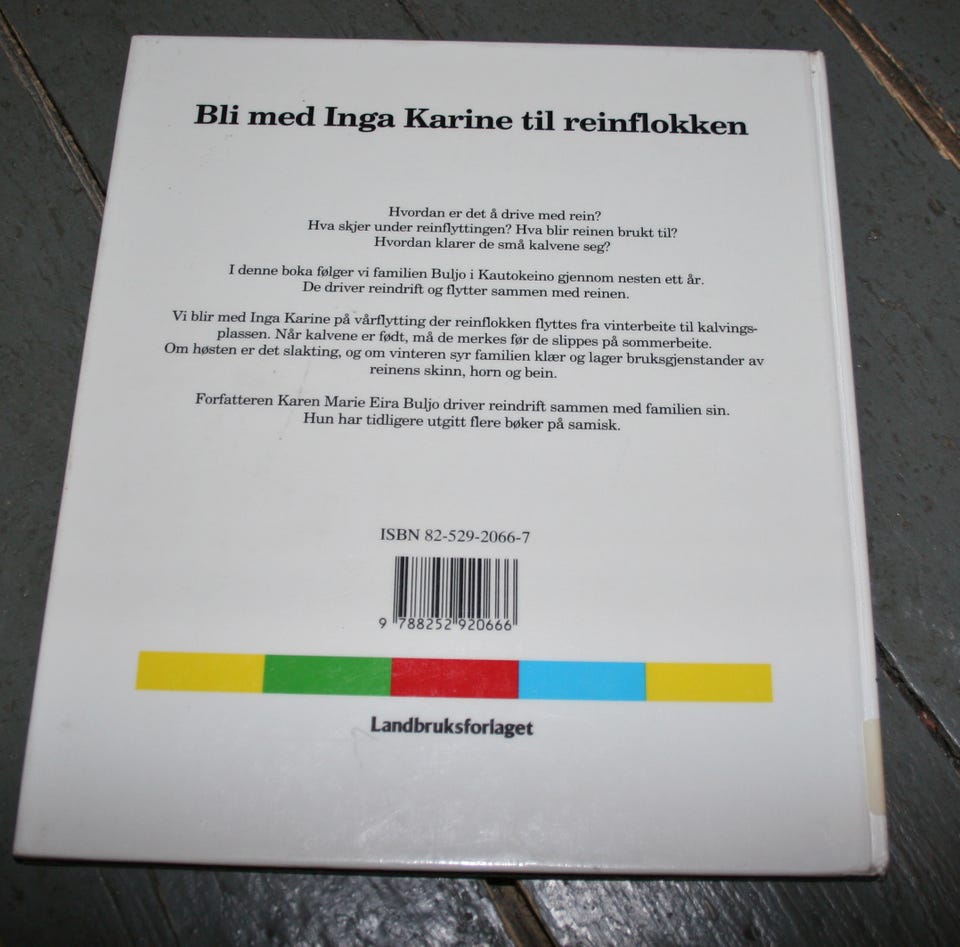 Bli med Inga Karine til reinflokken
Hvordan er det å drive med rein?
Hva skjer under reinflyttingen? Hva blir reinen brukt til?
Hvordan klarer de små kalvene seg?
I denne boka følger vi familien Buljo i Kautokeino gjennom nesten ett år.
De driver reindrift og flytter sammen med reinen.
Vi blir med Inga Karine på vårflytting der reinflokken flyttes fra vinterbeite til kalvings-
plassen. Når kalvene er født, må de merkes før de slippes på sommerbeite.
Om høsten er det slakting, og om vinteren syr familien klær og lager bruksgjenstander av
reinens skinn, horn og bein.
Forfatteren Karen Marie Eira Buljo driver reindrift sammen med familien sin.
Hun har tidligere utgitt flere bøker på samisk.
ISBN 82-529-2066-7
9 788252 920666
Landbruksforlaget